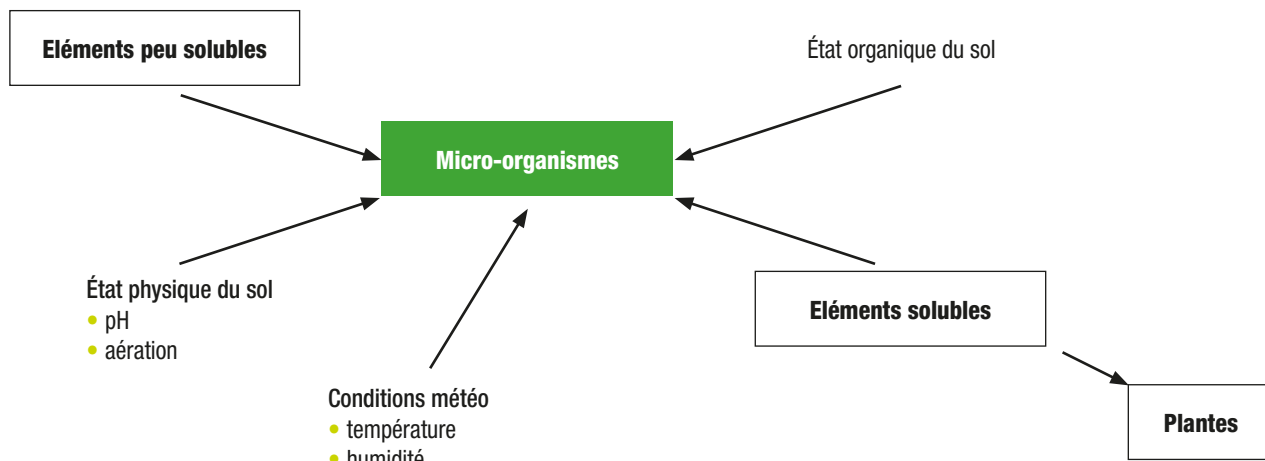 Eléments peu solubles
État organique du sol
Micro-organismes
État physique du sol
• pH
• aération
Eléments solubles
Conditions météo
• température
• humidité
Plantes